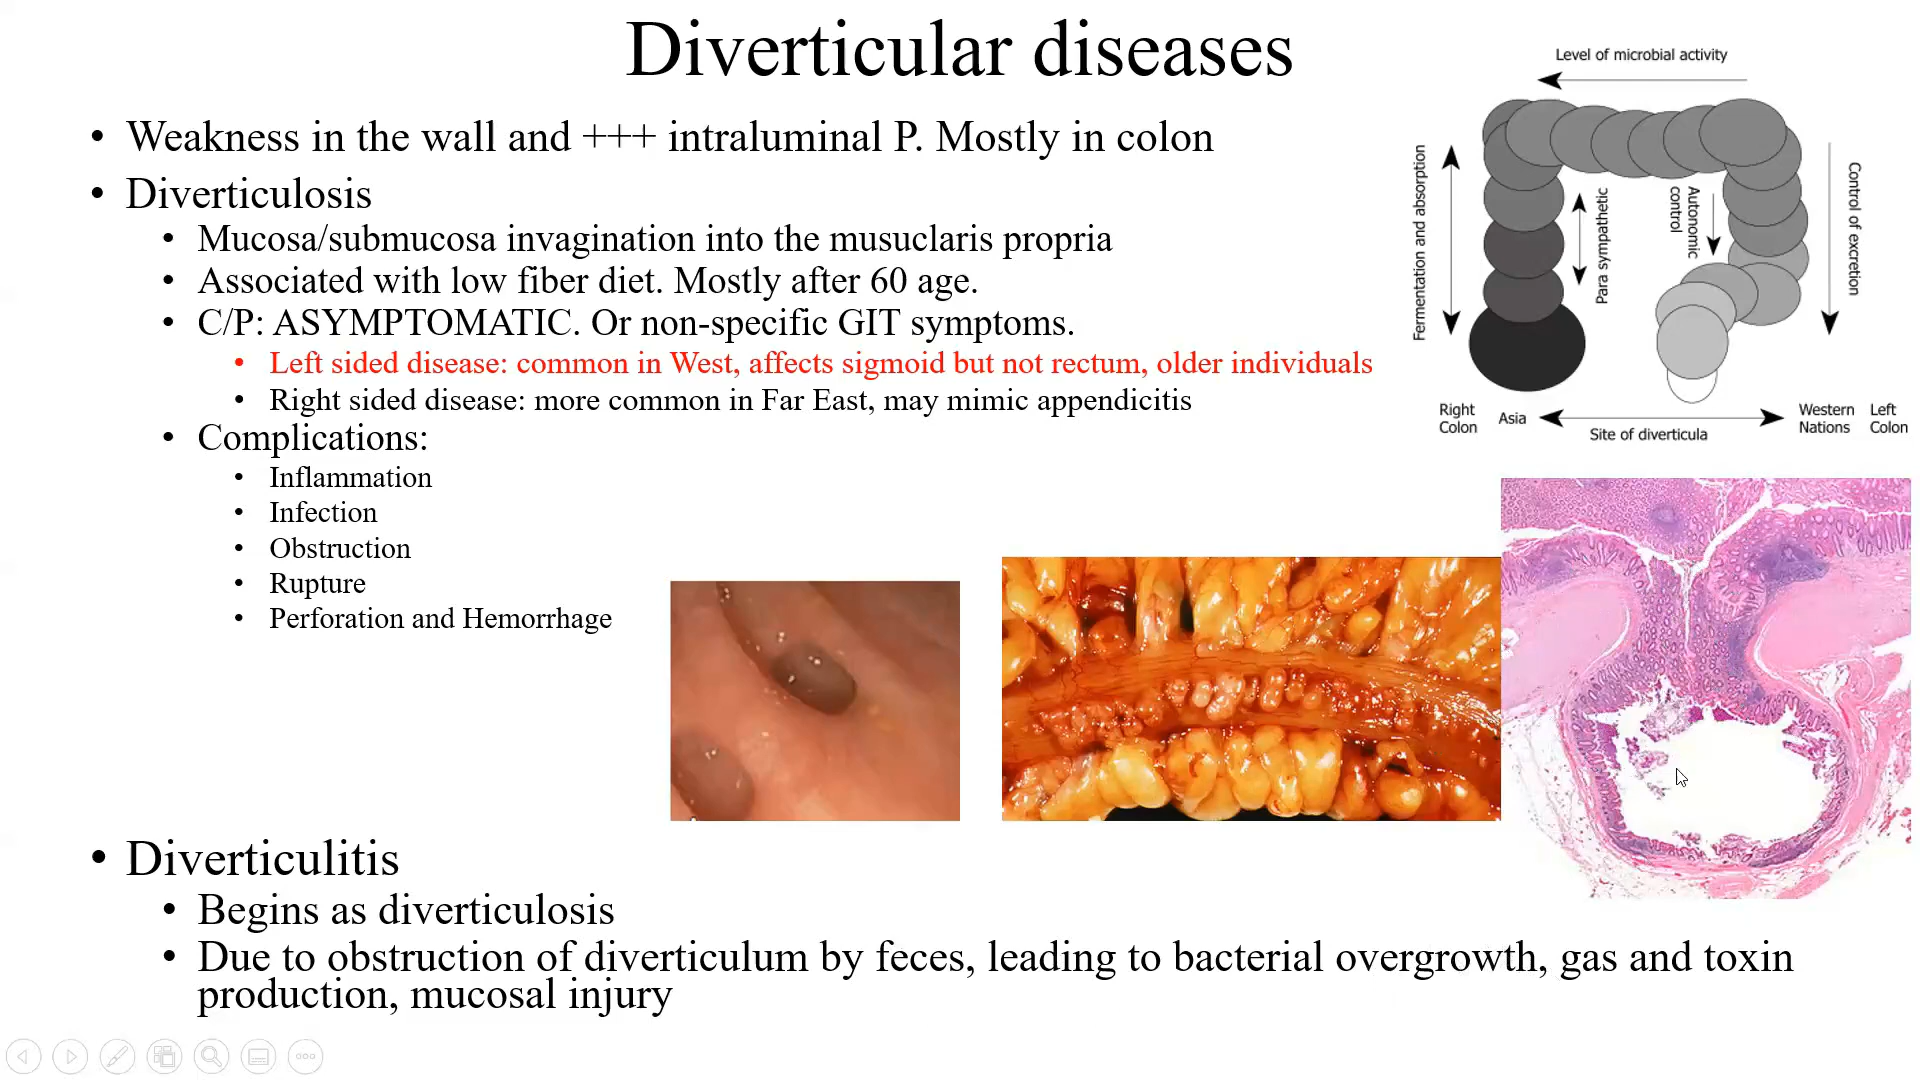 Diverticular diseases
• Weakness in the wall and +++ intraluminal P. Mostly in colon
• Diverticulosis
• Mucosa/submucosa invagination into the musuclaris propria
• Associated with low fiber diet. Mostly after 60 age.
• C/P: ASYMPTOMATIC. Or non-specific GIT symptoms.
• Left sided disease: common in West, affects sigmoid but not rectum, older individuals
• Right sided disease: more common in Far East, may mimic appendicitis
• Complications:
• Inflammation
• Infection
• Obstruction
• Rupture
• Perforation and Hemorrhage
• Diverticulitis
• Begins as diverticulosis
• Due to obstruction of diverticulum by feces, leading to bacterial overgrowth, gas and toxin
production, mucosal injury
Level of microbial activity
Fermentation and absorption
Para sympathetic
Autonomic
control
Control of excretion
Right
Colon
Asia
Site of diverticula
Western
Nations
Left
Colon